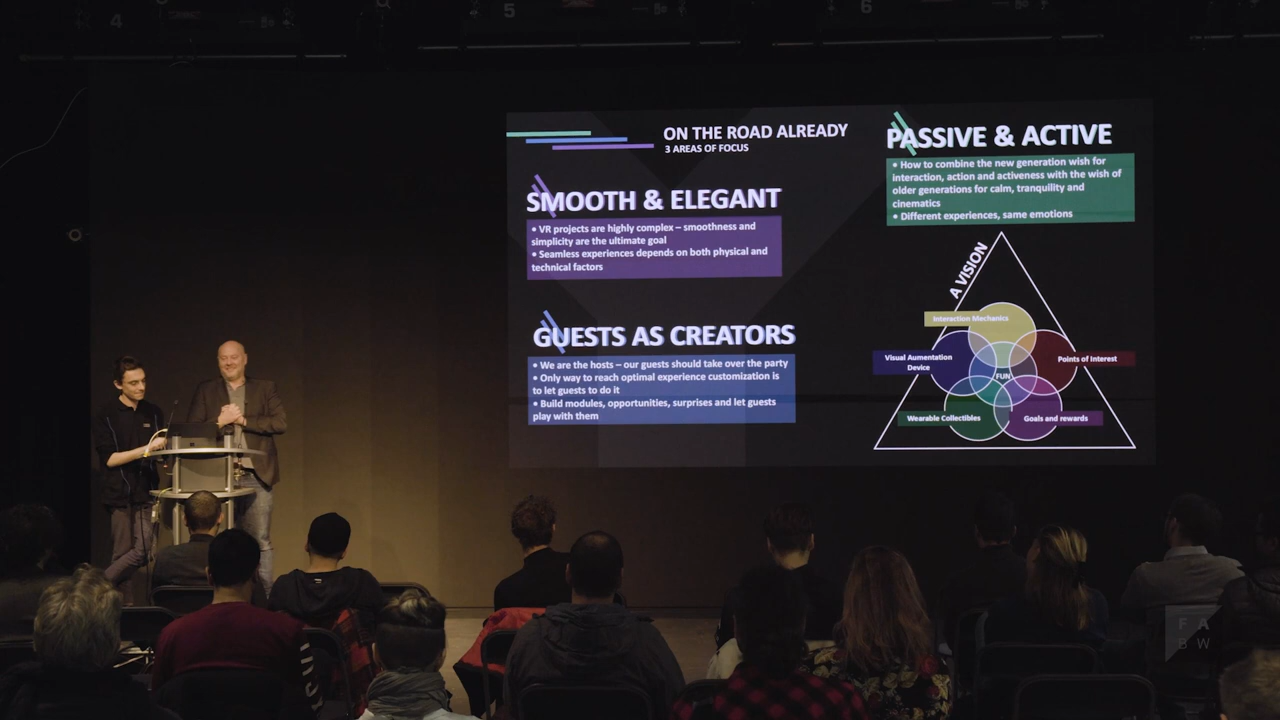 4
5
6
ON THE ROAD ALREADY
3 AREAS OF FOCUS
SMOOTH & ELEGANT
• VR projects are highly complex – smoothness and
simplicity are the ultimate goal
• Seamless experiences depends on both physical and
technical factors
GUESTS AS CREATORS
• We are the hosts – our guests should take over the party
• Only way to reach optimal experience customization is
to let guests to do it
• Build modules, opportunities, surprises and let guests
play with them
PASSIVE & ACTIVE
• How to combine the new generation wish for
interaction, action and activeness with the wish of
older generations for calm, tranquility and
cinematics
• Different experiences, same emotions
A VISION
Interaction Mechanics
Visual Aumentation
Device
Points of Interest
FUN
Wearable Collectibles
Goals and rewards
FA
BW